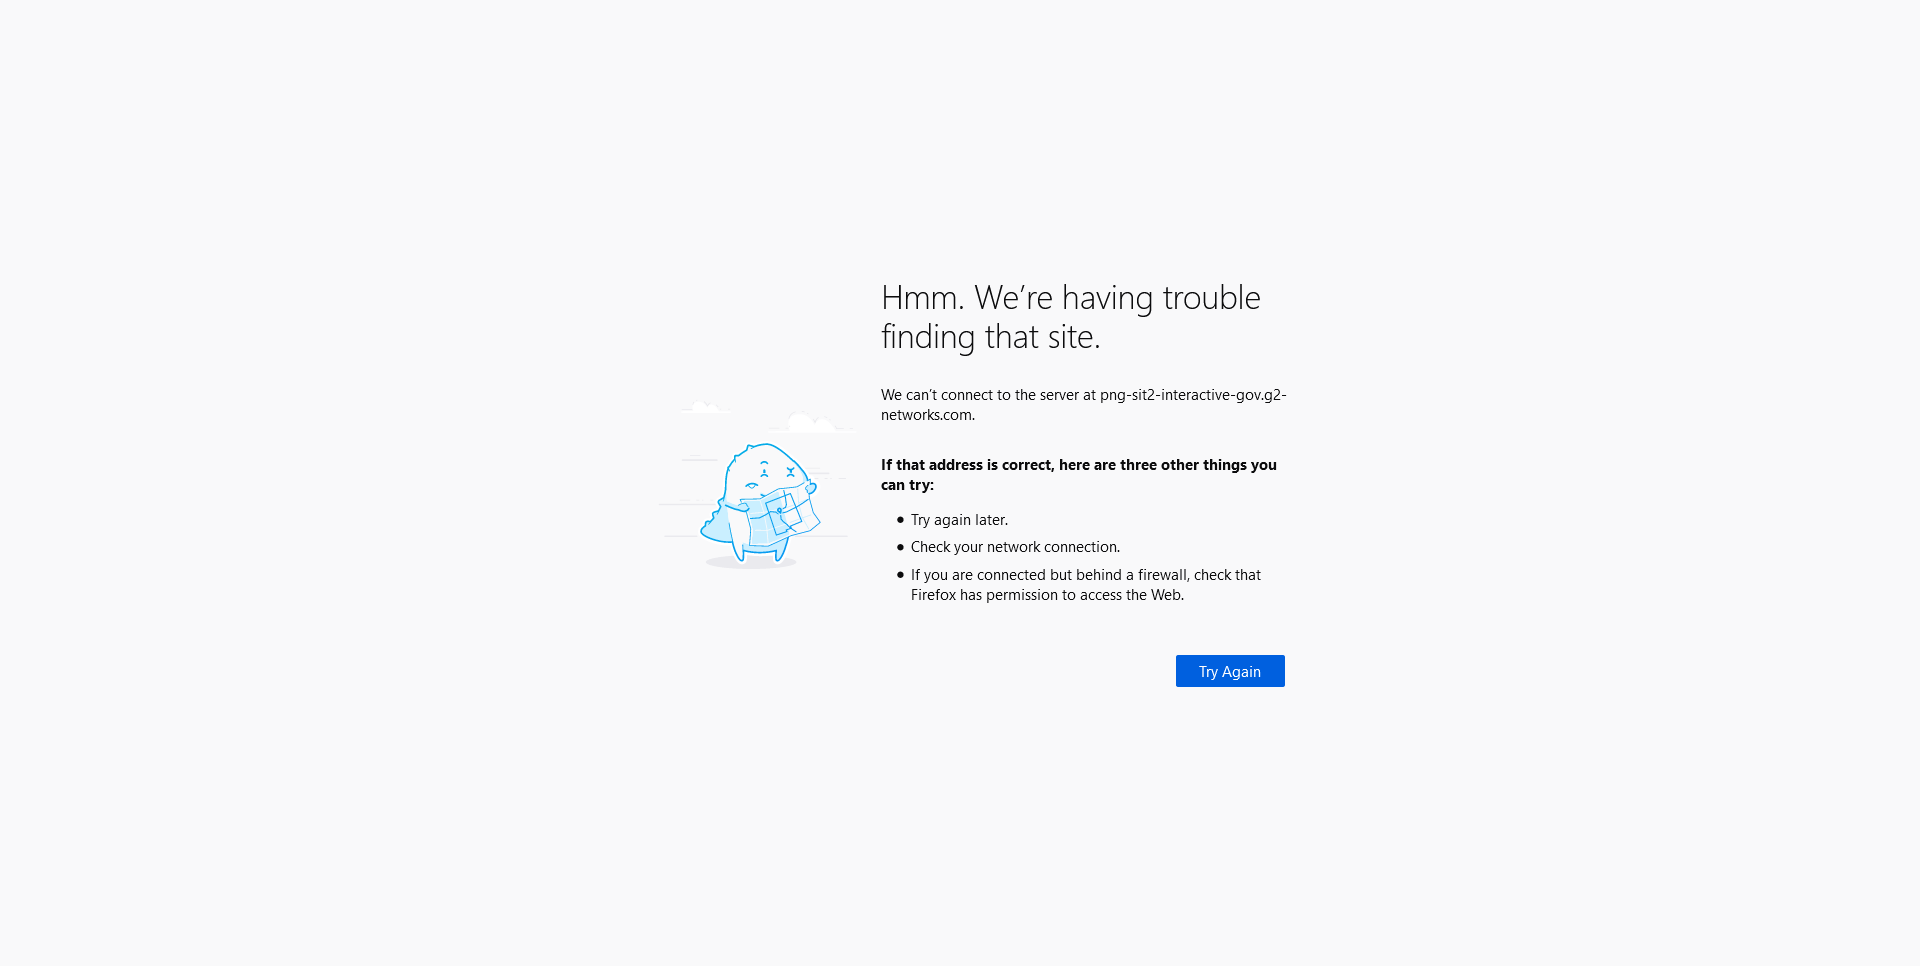 Hmm. We’re having trouble
finding that site.
We can’t connect to the server at png-sit2-interactive-gov.g2-
networks.com.
If that address is correct, here are three other things you
can try:
• Try again later.
• Check your network connection.
• If you are connected but behind a firewall, check that
Firefox has permission to access the Web.
Try Again